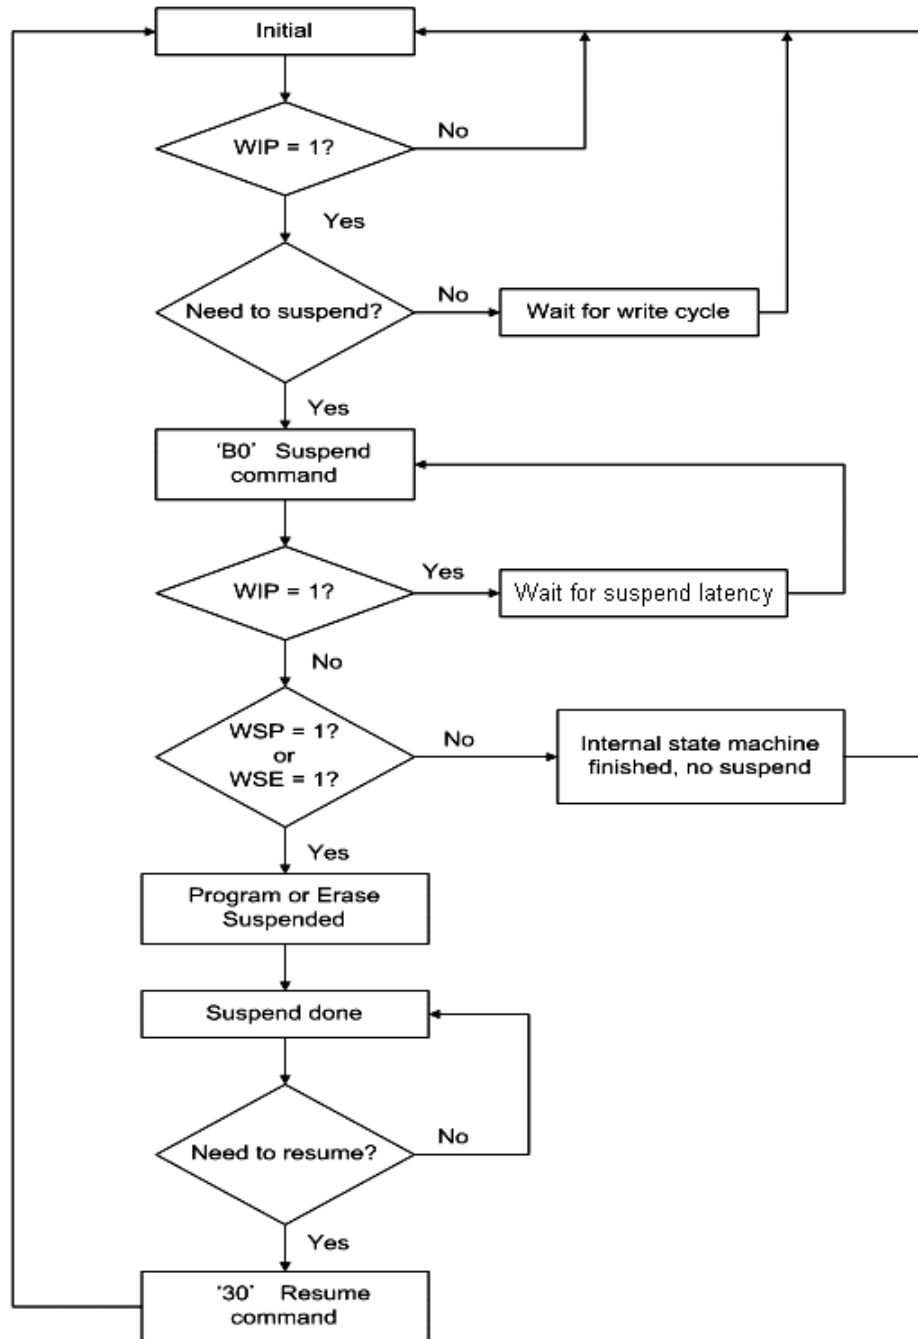 Initial
WIP = 1?
No
Yes
Need to suspend?
No
Wait for write cycle
Yes
‘B0’ Suspend
command
WIP = 1?
Yes
Wait for suspend latency
No
WSP = 1?
or
WSE = 1?
No
Internal state machine
finished, no suspend
Yes
Program or Erase
Suspended
Suspend done
Need to resume?
No
Yes
‘30’ Resume
command